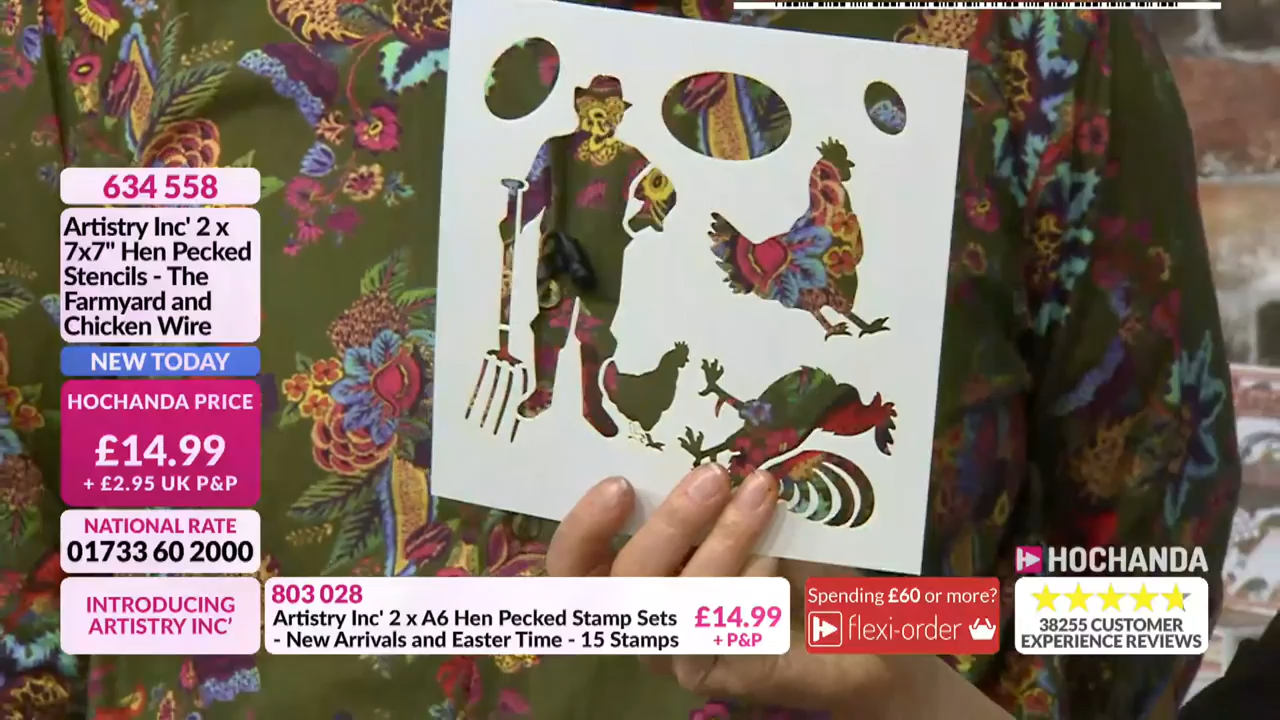 634 558
Artistry Inc' 2 x
7x7" Hen Pecked
Stencils - The
Farmyard and
Chicken Wire
NEW TODAY
HOCHANDA PRICE
£14.99
+ £2.95 UK P&P
NATIONAL RATE
01733 60 2000
INTRODUCING
ARTISTRY INC'
803 028
Artistry Inc' 2 x A6 Hen Pecked Stamp Sets
- New Arrivals and Easter Time - 15 Stamps
£14.99
+ P&P
Spending £60 or more?
flexi-order
HOCHANDA
38255 CUSTOMER
EXPERIENCE REVIEWS